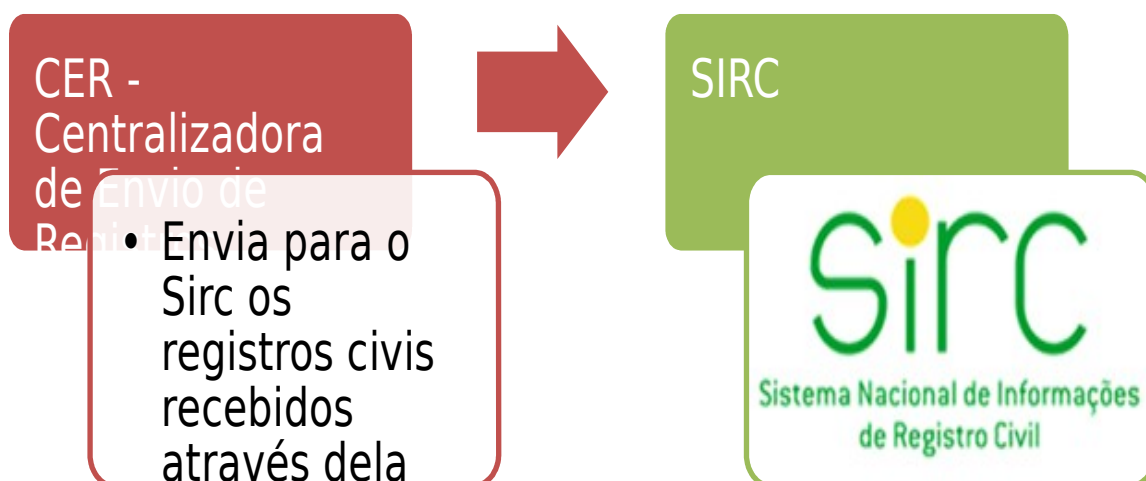 CER -
Centralizadora
de Envio de
Registros
• Envia para o
Sirc os
registros civis
recebidos
através dela
SIRC
sirc
Sistema Nacional de Informações
de Registro Civil